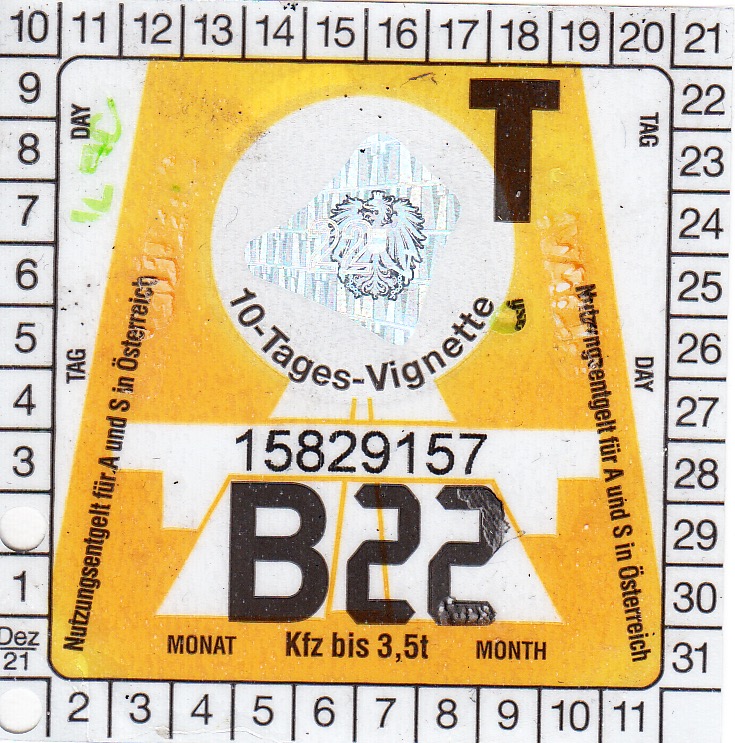 10 11 12 13 14 15 16 17 18 19 20 21
9 22
8 23
7 24
6 25
5 26
4 27
3 28
29
1 30
Dez
21
31
2 3 4 5 6 7 8 9 10 11
DAY
TAG
T
10-Tages-Vignette
TAG
DAY
Nutzungsentgelt für A und S in Österreich
Nutzungsentgelt für A und S in Österreich
15829157
B22
MONAT Kfz bis 3,5t MONTH